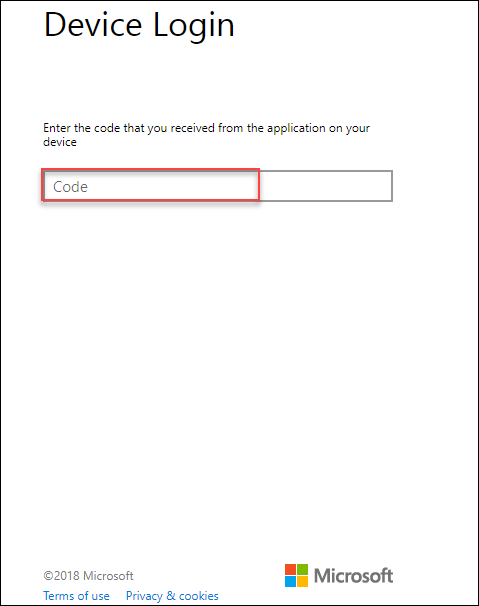 Device Login
Enter the code that you received from the application on your
device
Code
©2018 Microsoft
Microsoft
Terms of use
Privacy & cookies